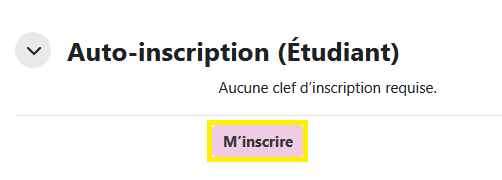 Auto-inscription (Étudiant)
Aucune clef d’inscription requise.
M’inscrire